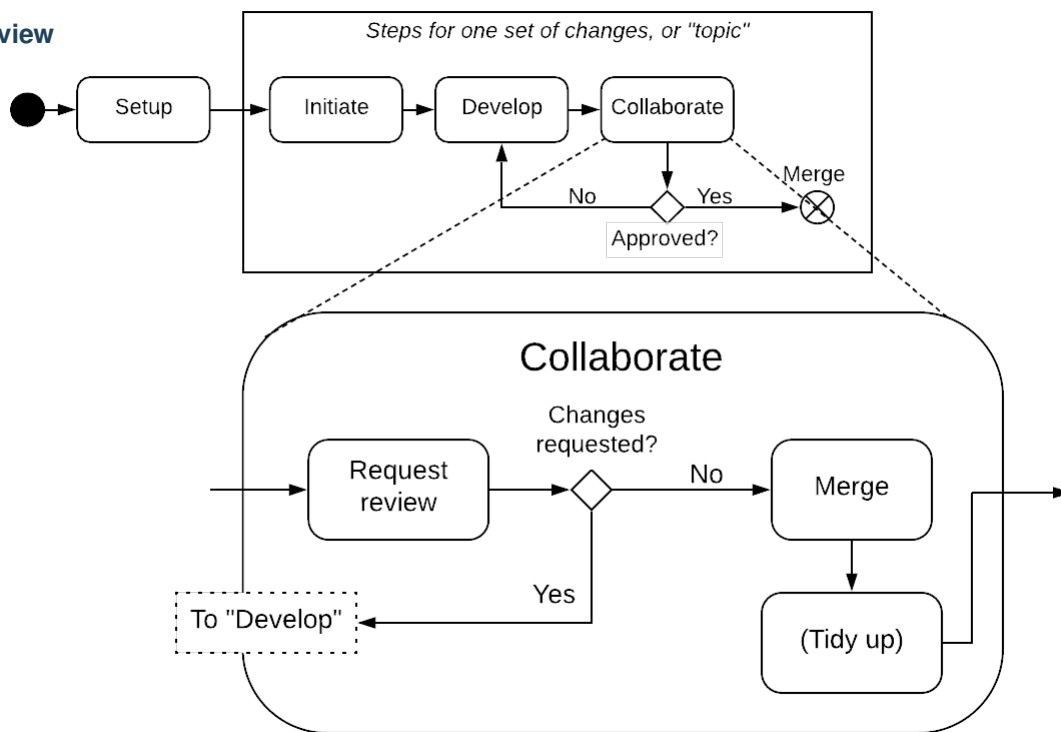 view
Steps for one set of changes, or "topic"
Setup
Initiate
Develop
Collaborate
Merge
No
Yes
Approved?
Collaborate
Changes
requested?
Request
review
No
Merge
Yes
To "Develop"
(Tidy up)